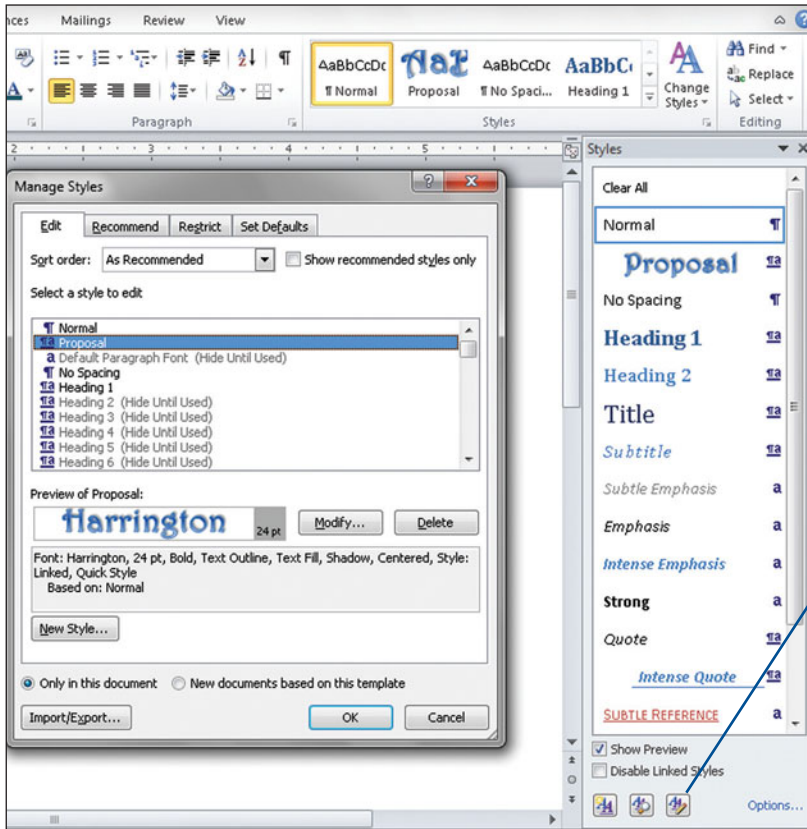 nces Mailings Review View
AaBbCcDc AaB AaBbCcDc AaBbC
¶ Normal Proposal ¶ No Spaci... Heading 1
Change
Styles
Find
Replace
Select
Paragraph Styles Editing
2 3 4 5
Manage Styles
Edit Recommend Restrict Set Defaults
Sort order: As Recommended Show recommended styles only
Select a style to edit
¶ Normal
¶a Proposal
a Default Paragraph Font (Hide Until Used)
¶ No Spacing
¶a Heading 1
¶a Heading 2 (Hide Until Used)
¶a Heading 3 (Hide Until Used)
¶a Heading 4 (Hide Until Used)
¶a Heading 5 (Hide Until Used)
¶a Heading 6 (Hide Until Used)
Preview of Proposal:
Harrington 24 pt Modify... Delete
Font: Harrington, 24 pt, Bold, Text Outline, Text Fill, Shadow, Centered, Style:
Linked, Quick Style
Based on: Normal
New Style...
Only in this document New documents based on this template
Import/Export... OK Cancel
Styles
Clear All
Normal ¶
Proposal ¶a
No Spacing ¶
Heading 1 ¶a
Heading 2 ¶a
Title ¶a
Subtitle ¶a
Subtle Emphasis a
Emphasis a
Intense Emphasis a
Strong a
Quote ¶a
Intense Quote ¶a
SUBTLE REFERENCE a
Show Preview
Disable Linked Styles
Options...